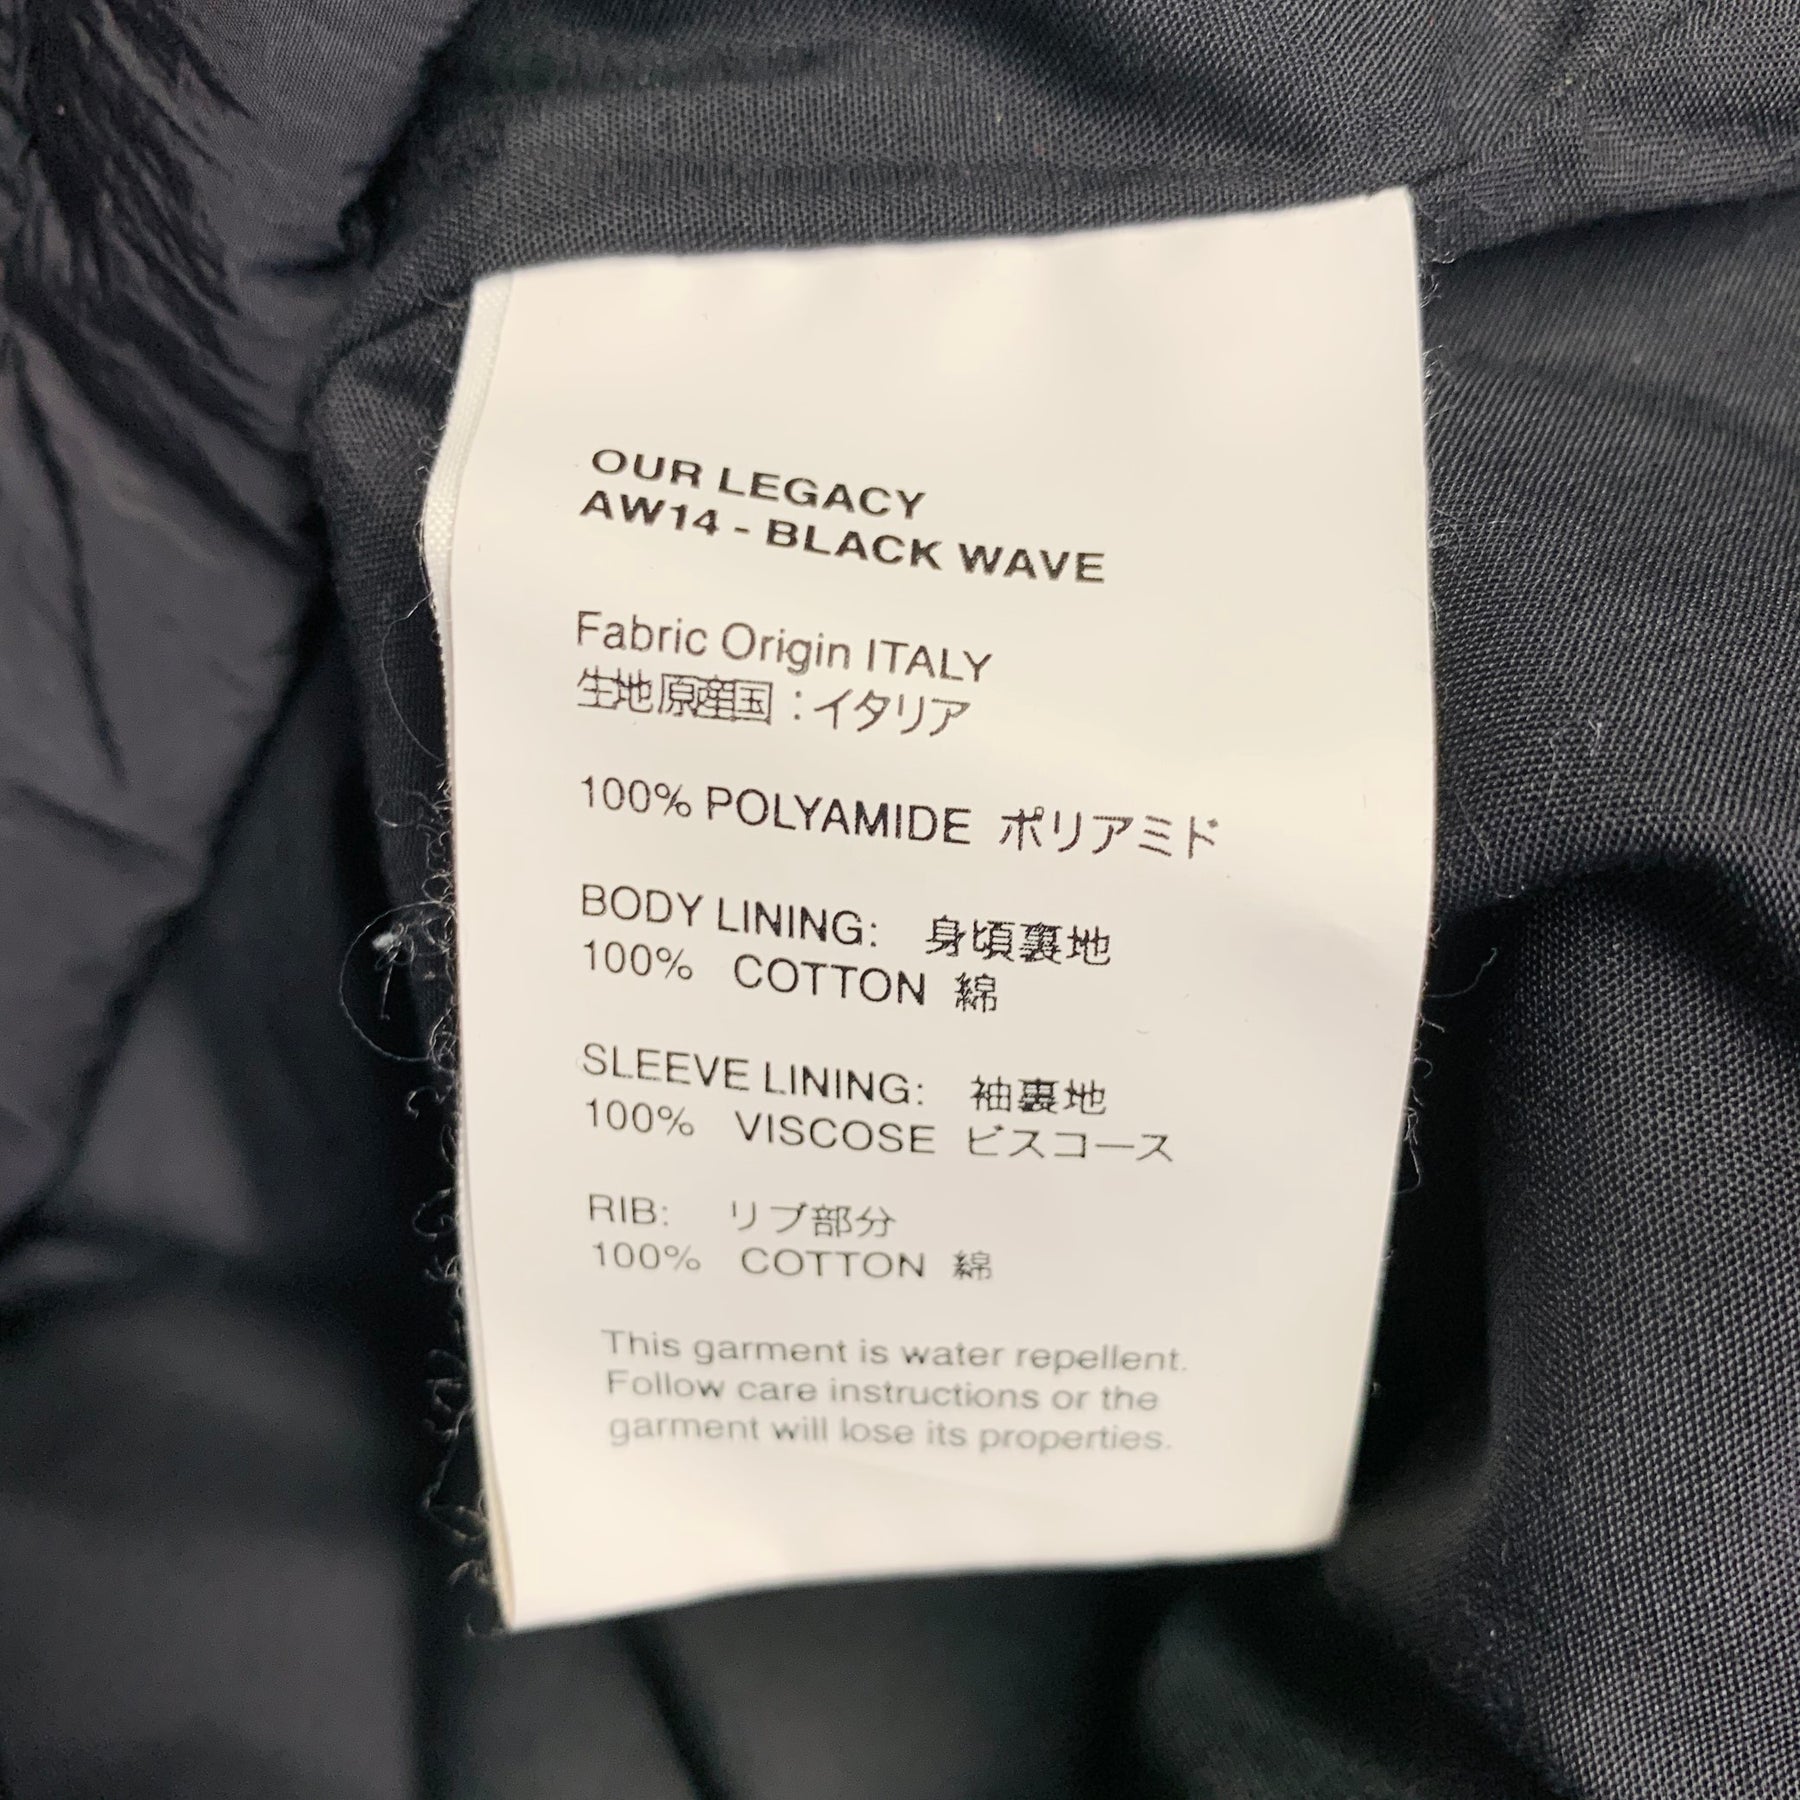 OUR LEGACY
AW14 - BLACK WAVE
Fabric Origin ITALY
生地原産国 : イタリア
100% POLYAMIDE ポリアミド
BODY LINING: 身頃裏地
100% COTTON 綿
SLEEVE LINING: 袖裏地
100% VISCOSE ビスコース
RIB: リブ部分
100% COTTON 綿
This garment is water repellent.
Follow care instructions or the
garment will lose its properties.